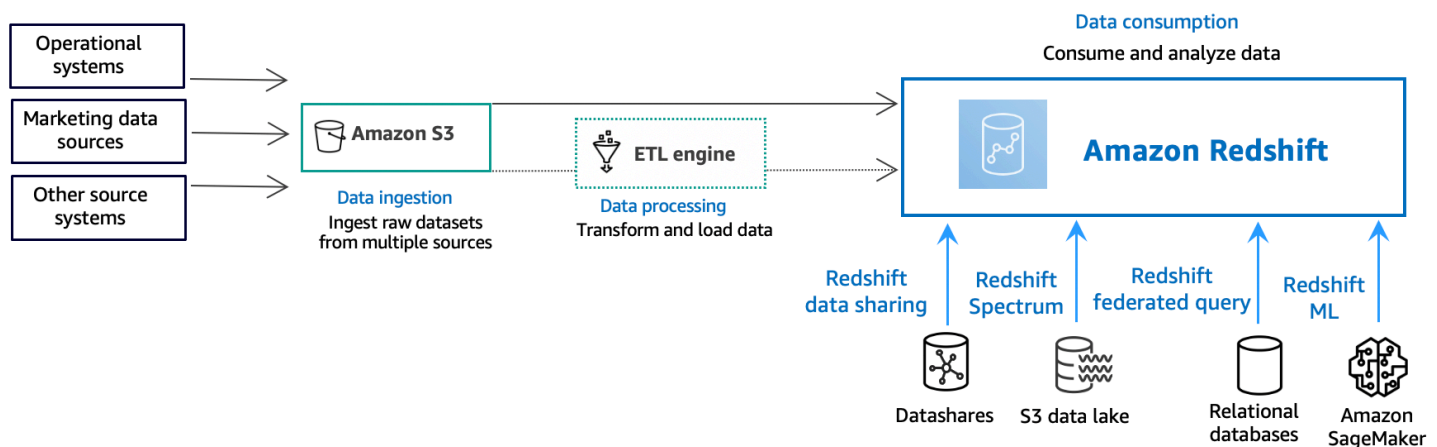 Operational
systems
Marketing data
sources
Other source
systems
Amazon S3
Data ingestion
Ingest raw datasets
from multiple sources
ETL engine
Data processing
Transform and load data
Data consumption
Consume and analyze data
Amazon Redshift
Redshift
data sharing
Redshift
Spectrum
Redshift
federated query
Redshift
ML
Datashares
S3 data lake
Relational
databases
Amazon
SageMaker